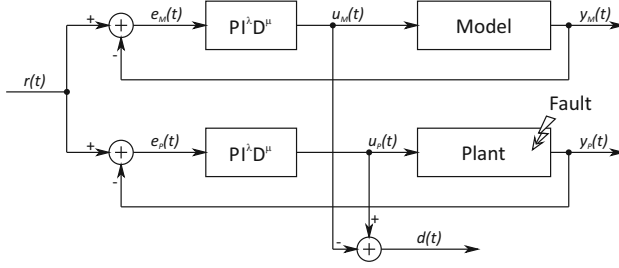 e_M(t) PI^λD^μ u_M(t) Model y_M(t)
+
-
r(t)
Fault
e_P(t) PI^λD^μ u_P(t) Plant y_P(t)
+
-
+
-
d(t)